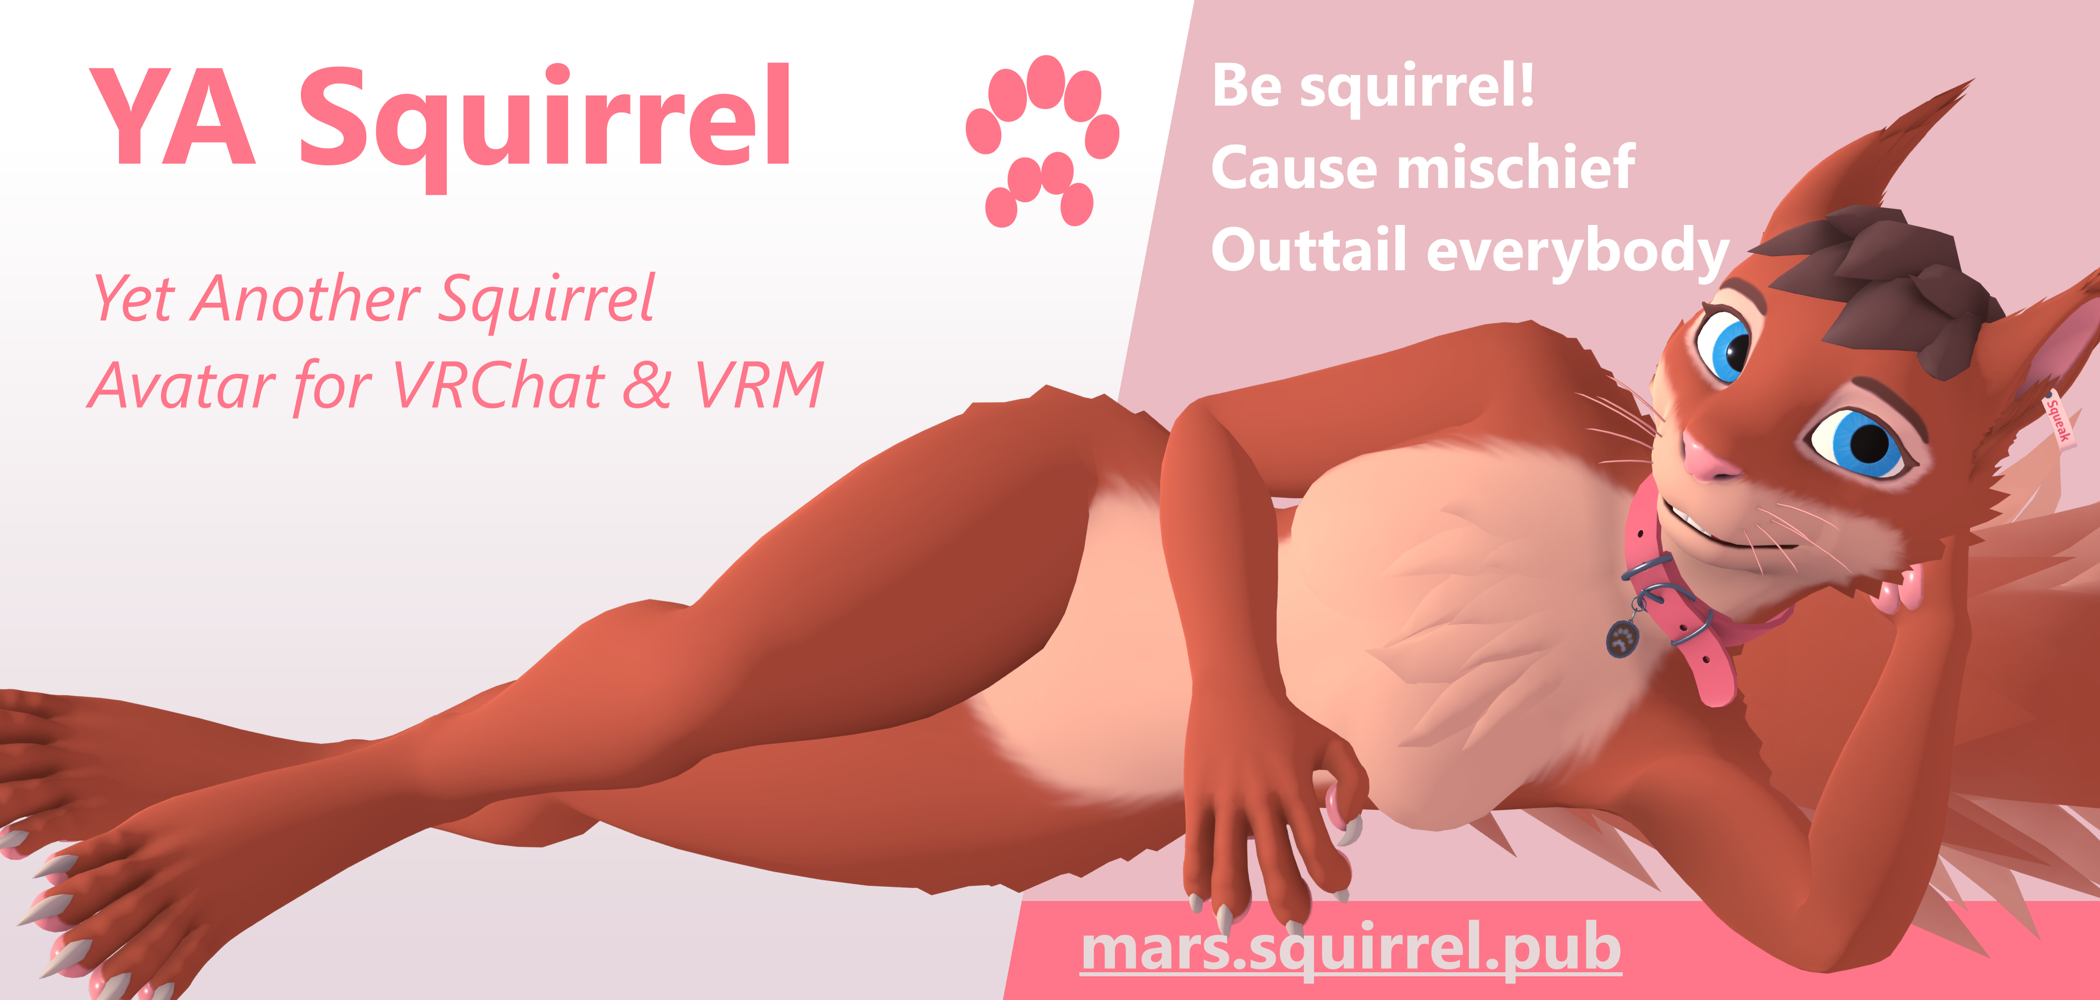 YA Squirrel
Yet Another Squirrel
Avatar for VRChat & VRM
Be squirrel!
Cause mischief
Outtail everybody
Squeak
mars.squirrel.pub